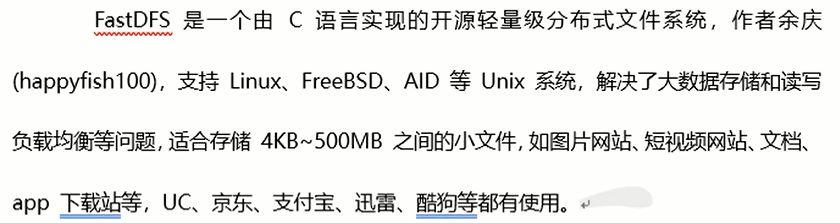 FastDFS 是一个由 C 语言实现的开源轻量级分布式文件系统，作者余庆
(happyfish100)，支持 Linux、FreeBSD、AID 等 Unix 系统，解决了大数据存储和读写
负载均衡等问题，适合存储 4KB~500MB 之间的小文件，如图片网站、短视频网站、文档、
app 下载站等，UC、京东、支付宝、迅雷、酷狗等都有使用。